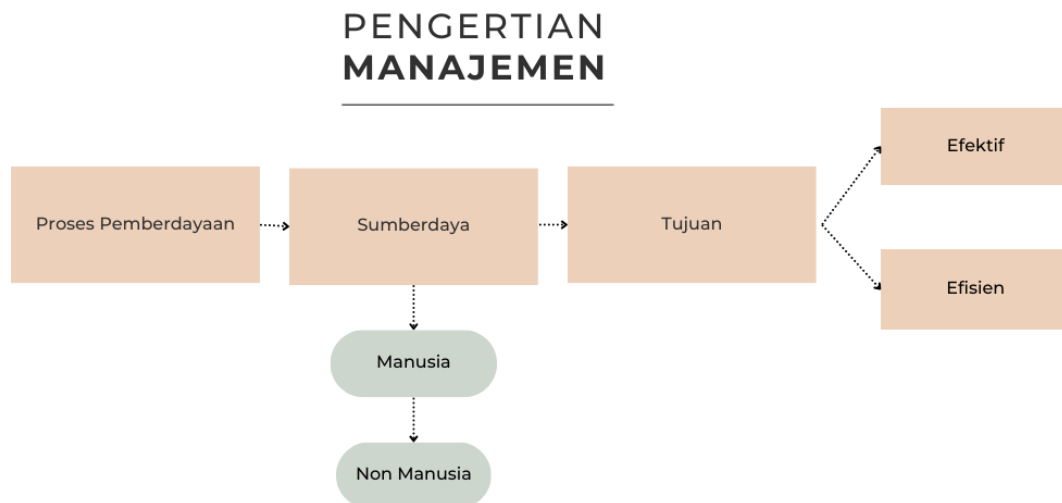 PENGERTIAN
MANAJEMEN
Proses Pemberdayaan
Sumberdaya
Tujuan
Efektif
Efisien
Manusia
Non Manusia